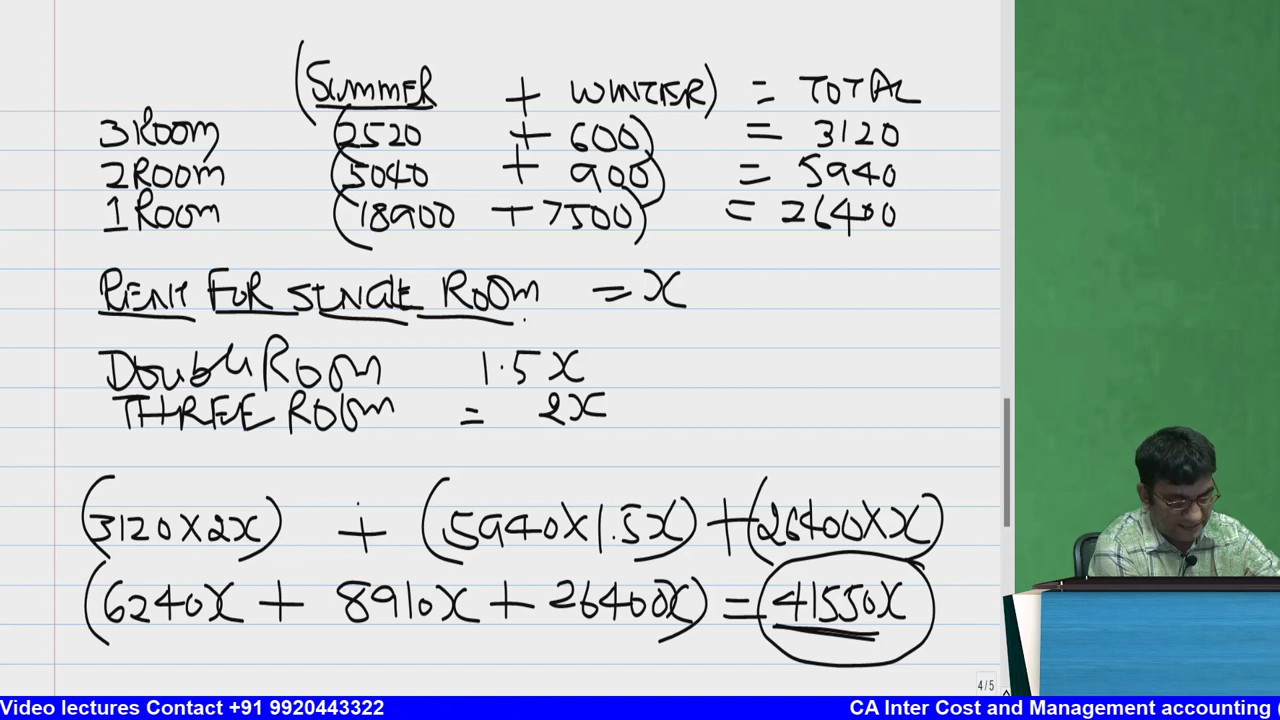 (SUMMER + WINTER) = TOTAL
3 ROOM (2520 + 600) = 3120
2 ROOM (5040 + 900) = 5940
1 ROOM (18900 + 7500) = 26400
RENT FOR SINGLE ROOM = x
Double Room 1.5x
THREE ROOM = 2x
(3120 X 2x) + (5940 X 1.5x) + (26400 X x)
(6240x + 8910x + 26400x) = 41550x
4/5
Video lectures Contact +91 9920443322 CA Inter Cost and Management accounting (